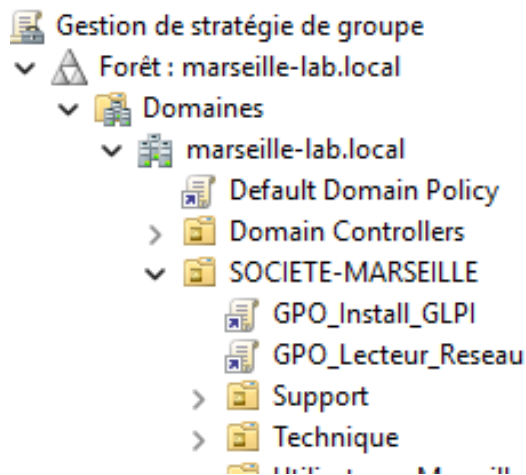 Gestion de stratégie de groupe
Forêt : marseille-lab.local
Domaines
marseille-lab.local
Default Domain Policy
Domain Controllers
SOCIETE-MARSEILLE
GPO_Install_GLPI
GPO_Lecteur_Reseau
Support
Technique